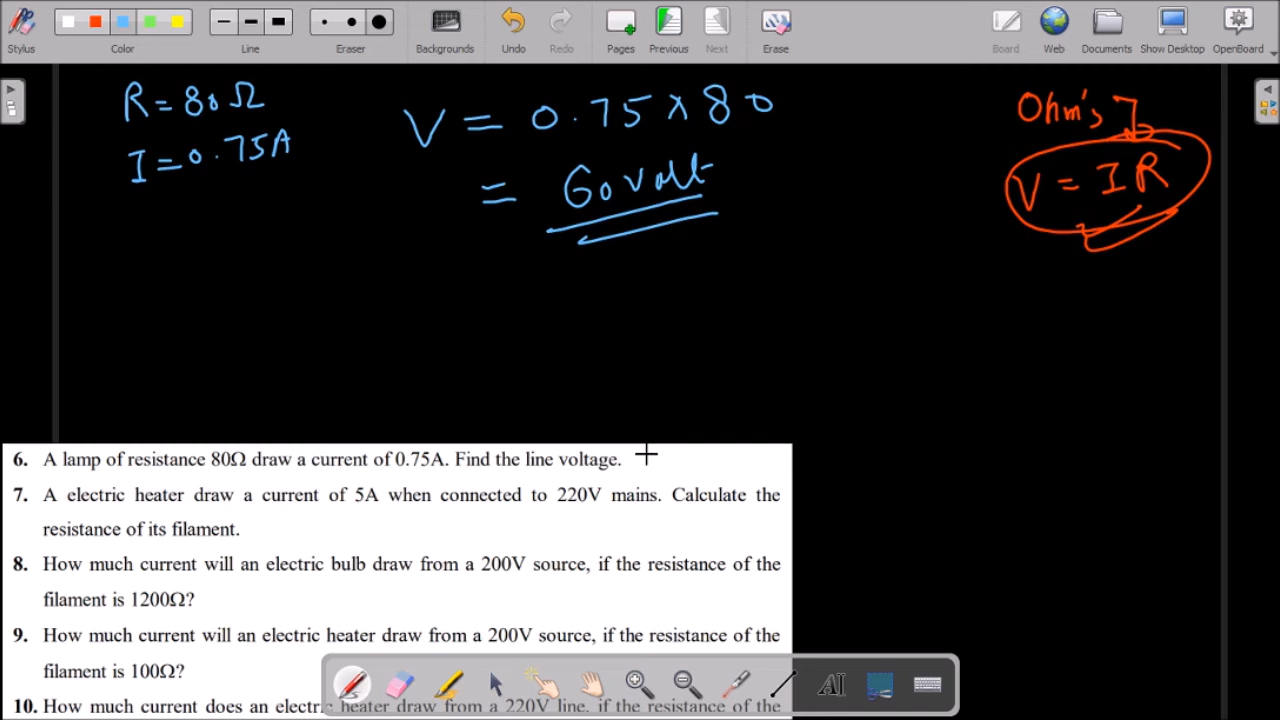 Stylus
Color
Line
Eraser
Backgrounds
Undo
Redo
Pages
Previous
Next
Erase
Board
Web
Documents
Show Desktop
OpenBoard
R = 80 Ω
I = 0.75A
V = 0.75 × 80
= 60 volt
Ohm's
V = I R
6. A lamp of resistance 80Ω draw a current of 0.75A. Find the line voltage.
7. A electric heater draw a current of 5A when connected to 220V mains. Calculate the
resistance of its filament.
8. How much current will an electric bulb draw from a 200V source, if the resistance of the
filament is 1200Ω?
9. How much current will an electric heater draw from a 200V source, if the resistance of the
filament is 100Ω?
10. How much current does an electric heater draw from a 220V line, if the resistance of the
AI